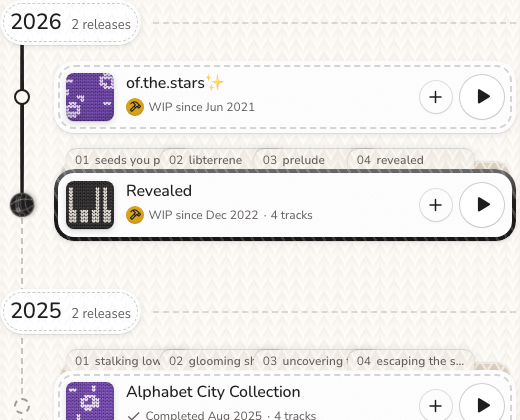 2026 2 releases
of.the.stars✨
WIP since Jun 2021
01 seeds you p 02 libterrene 03 prelude 04 revealed
Revealed
WIP since Dec 2022 · 4 tracks
2025 2 releases
01 stalking low 02 glooming sh 03 uncovering 04 escaping the s...
Alphabet City Collection
Completed Aug 2025 · 4 tracks